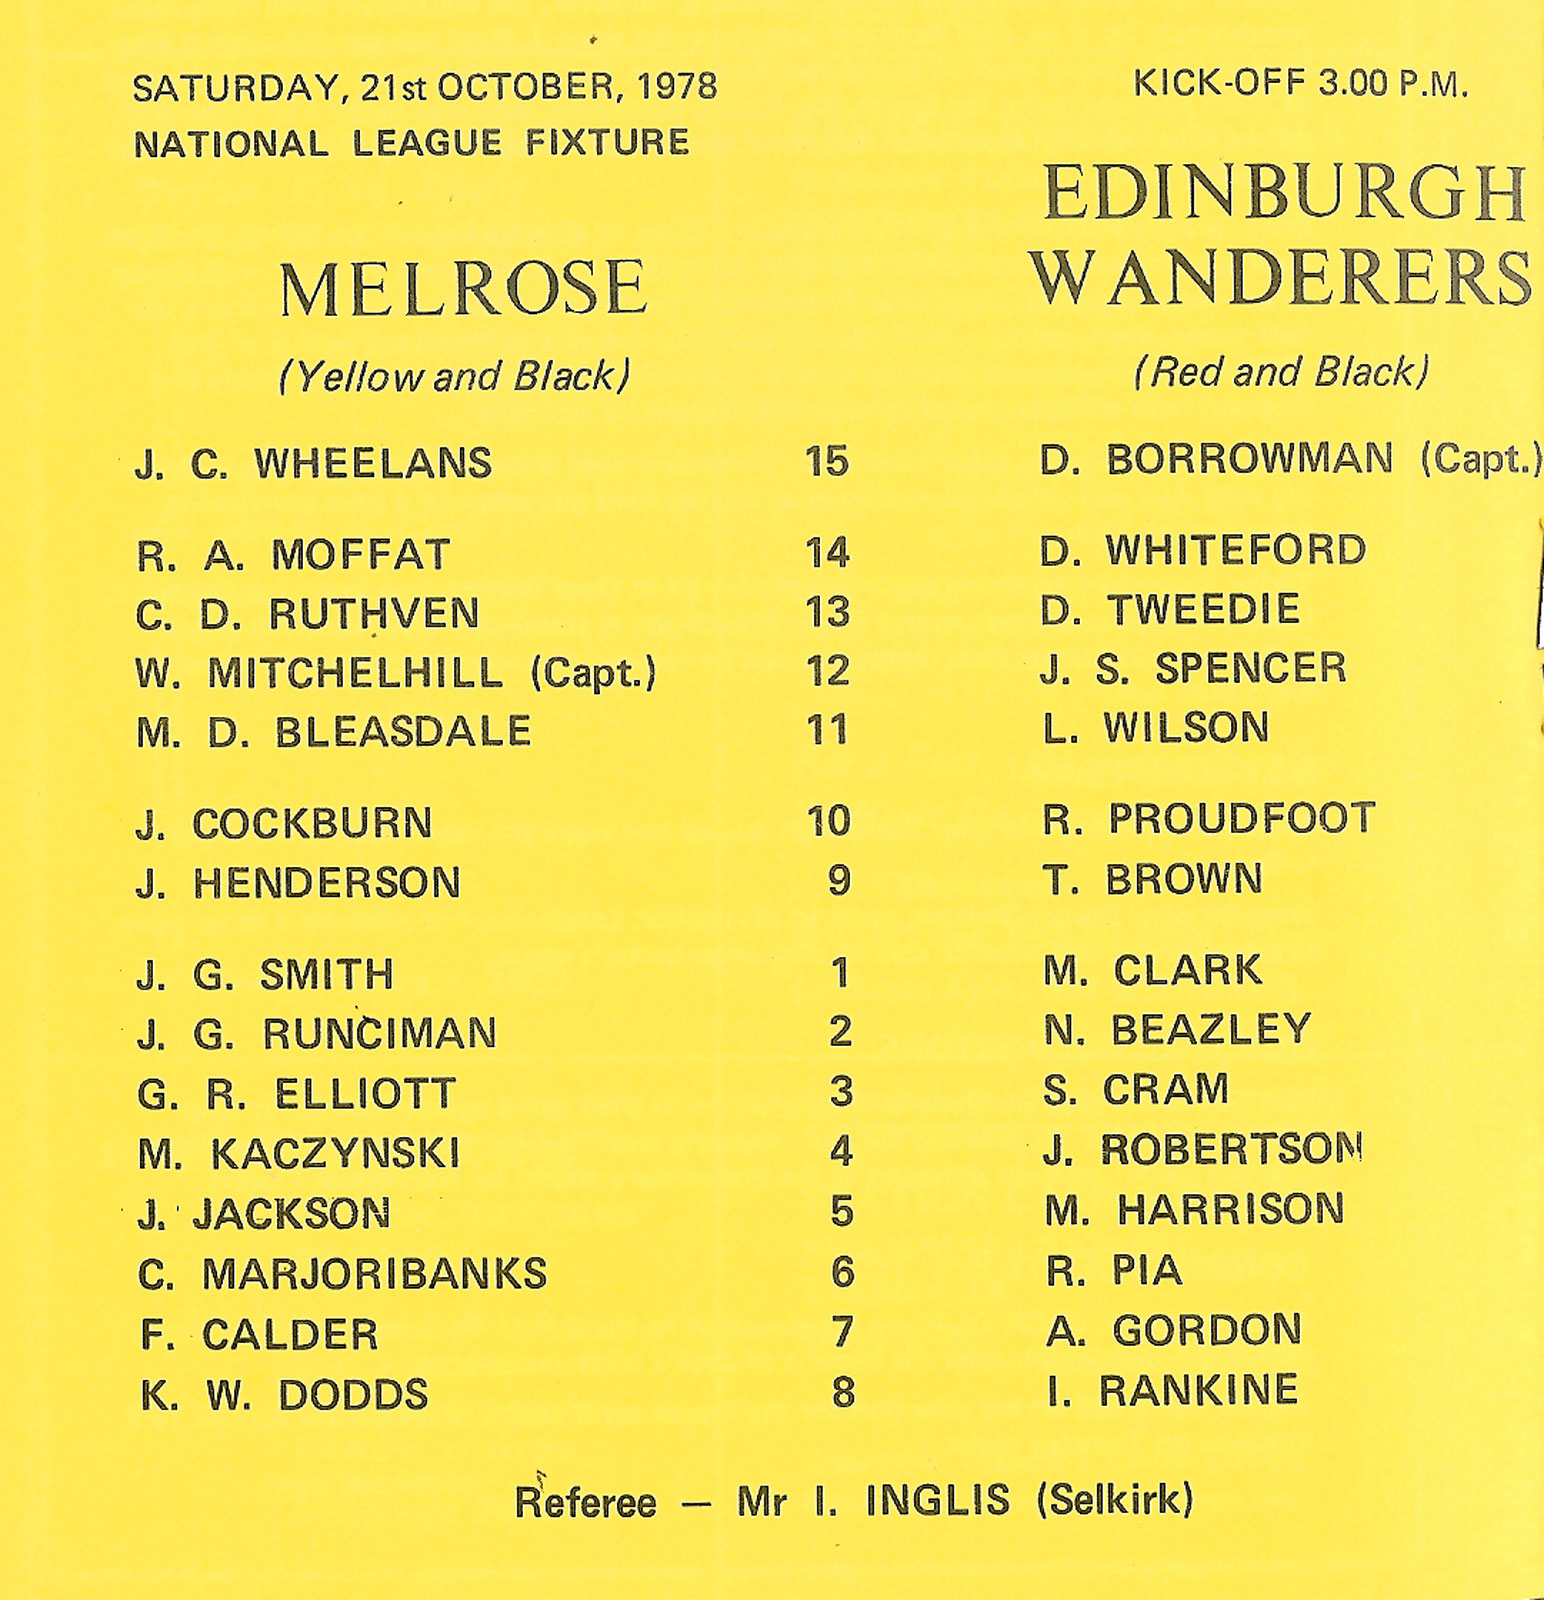 SATURDAY, 21st OCTOBER, 1978 KICK-OFF 3.00 P.M.
NATIONAL LEAGUE FIXTURE
EDINBURGH
WANDERERS
MELROSE
(Yellow and Black) (Red and Black)
J. C. WHEELANS 15 D. BORROWMAN (Capt.)
R. A. MOFFAT 14 D. WHITEFORD
C. D. RUTHVEN 13 D. TWEEDIE
W. MITCHELHILL (Capt.) 12 J. S. SPENCER
M. D. BLEASDALE 11 L. WILSON
J. COCKBURN 10 R. PROUDFOOT
J. HENDERSON 9 T. BROWN
J. G. SMITH 1 M. CLARK
J. G. RUNCIMAN 2 N. BEAZLEY
G. R. ELLIOTT 3 S. CRAM
M. KACZYNSKI 4 J. ROBERTSON
J. JACKSON 5 M. HARRISON
C. MARJORIBANKS 6 R. PIA
F. CALDER 7 A. GORDON
K. W. DODDS 8 I. RANKINE
Referee — Mr I. INGLIS (Selkirk)